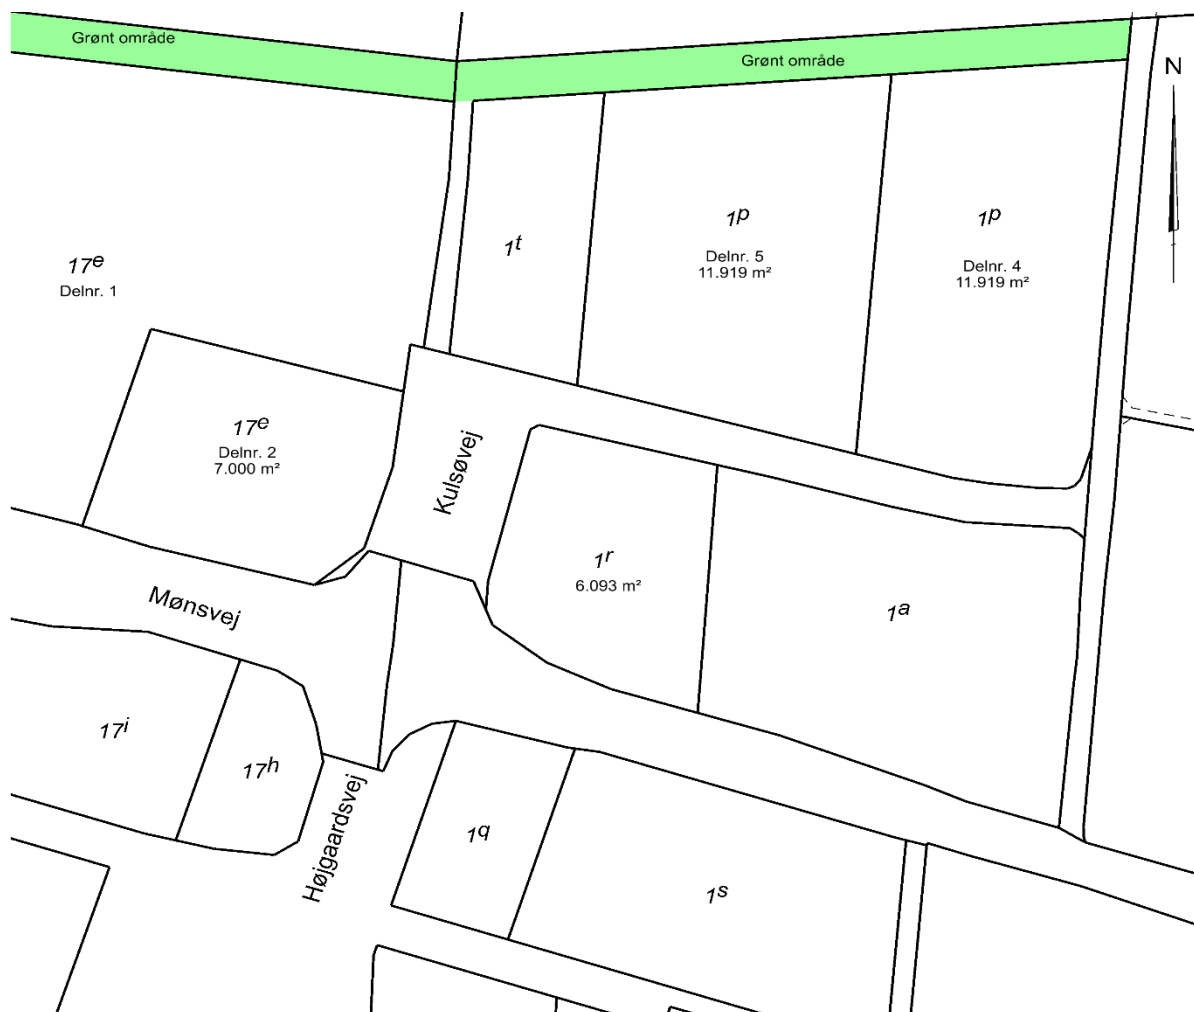 Grønt område
Grønt område
N
1p
Delnr. 5
11.919 m²
1p
Delnr. 4
11.919 m²
1t
17e
Delnr. 1
17e
Delnr. 2
7.000 m²
Kulsøvej
1r
6.093 m²
1a
Mønsvej
17i
17h
Højgaardsvej
1q
1s